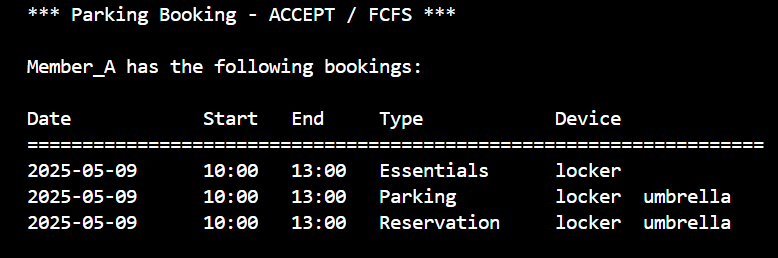 *** Parking Booking - ACCEPT / FCFS ***
Member_A has the following bookings:
Date            Start   End     Type            Device
===================================================================
2025-05-09      10:00   13:00   Essentials      locker
2025-05-09      10:00   13:00   Parking         locker  umbrella
2025-05-09      10:00   13:00   Reservation     locker  umbrella